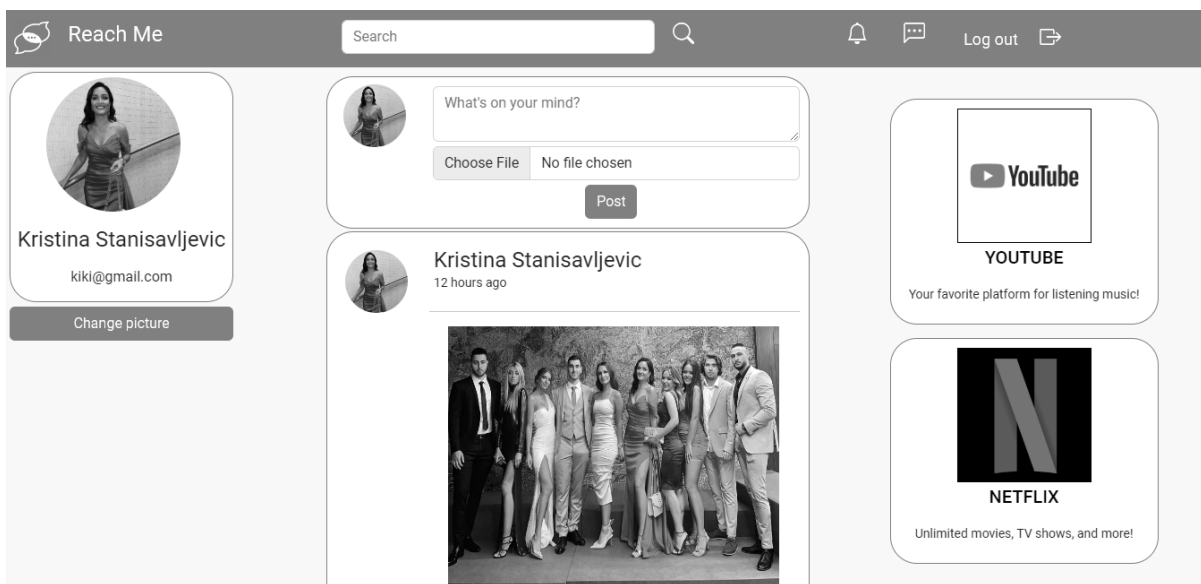 Reach Me
Search
Log out
Kristina Stanisavljevic
kiki@gmail.com
Change picture
What's on your mind?
Choose File No file chosen
Post
Kristina Stanisavljevic
12 hours ago
YouTube
YOUTUBE
Your favorite platform for listening music!
N
NETFLIX
Unlimited movies, TV shows, and more!